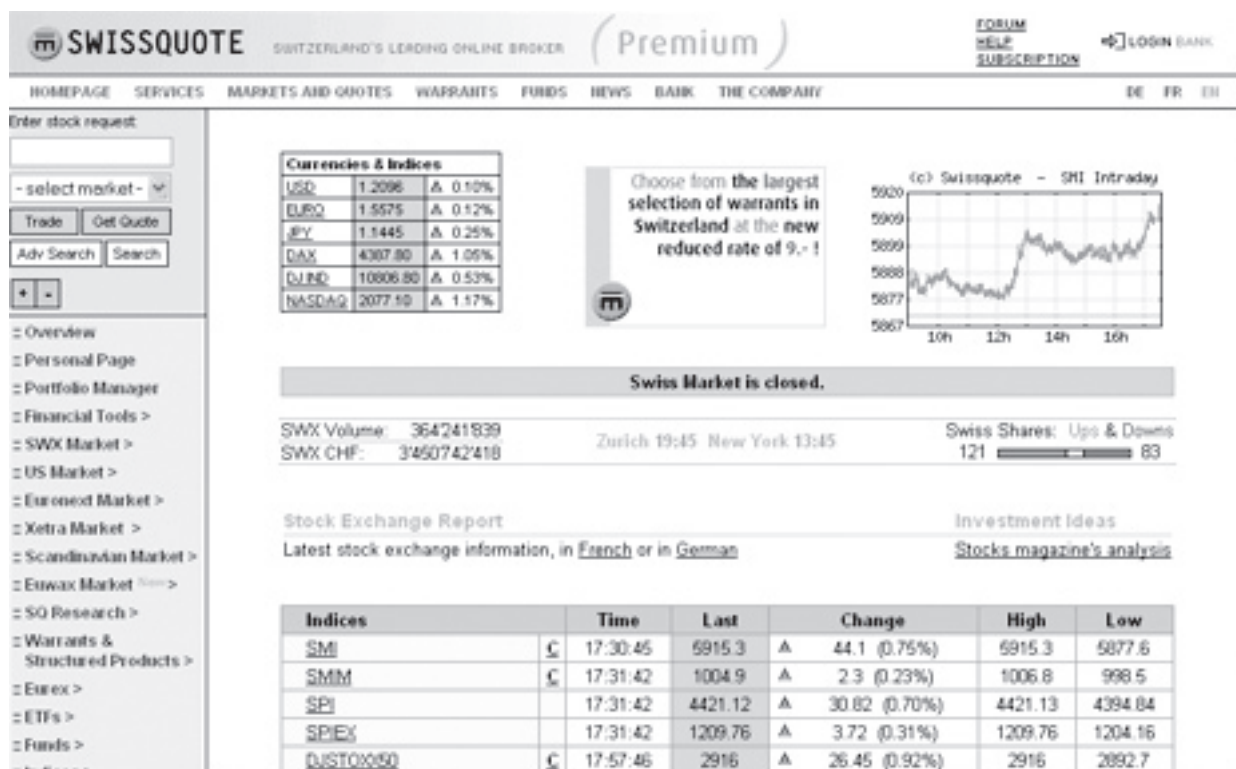 SWISSQUOTE SWITZERLAND'S LEADING ONLINE BROKER (Premium)
FORUM
HELP
SUBSCRIPTION
LOGIN BANK
HOMEPAGE SERVICES MARKETS AND QUOTES WARRANTS FUNDS NEWS BANK THE COMPANY DE FR EN
Enter stock request
- select market -
Trade Get Quote
Adv Search Search
+ -
:: Overview
:: Personal Page
:: Portfolio Manager
:: Financial Tools >
:: SWX Market >
:: US Market >
:: Euronext Market >
:: Xetra Market >
:: Scandinavian Market >
:: Euwax Market New >
:: SQ Research >
:: Warrants &
Structured Products >
:: Eurex >
:: ETFs >
:: Funds >
Currencies & Indices
USD 1.2096 0.10%
EURO 1.5575 0.12%
JPY 1.1445 0.25%
DAX 4387.80 1.05%
DJ.IND 10806.80 0.53%
NASDAQ 2077.10 1.17%
Choose from the largest
selection of warrants in
Switzerland at the new
reduced rate of 9.- !
(c) Swissquote - SMI Intraday
5920
5909
5899
5888
5877
5867
10h 12h 14h 16h
Swiss Market is closed.
SWX Volume: 364'241'839
SWX CHF: 3'450'742'418
Zurich 19:45 New York 13:45
Swiss Shares: Ups & Downs
121 83
Stock Exchange Report
Latest stock exchange information, in French or in German
Investment Ideas
Stocks magazine's analysis
Indices Time Last Change High Low
SMI C 17:30:45 5915.3 44.1 (0.75%) 5915.3 5877.6
SMIM C 17:31:42 1004.9 2.3 (0.23%) 1006.8 998.5
SPI 17:31:42 4421.12 30.82 (0.70%) 4421.13 4394.84
SPIEX 17:31:42 1209.76 3.72 (0.31%) 1209.76 1204.16
DJSTOXX50 C 17:57:46 2916 26.45 (0.92%) 2916 2892.7